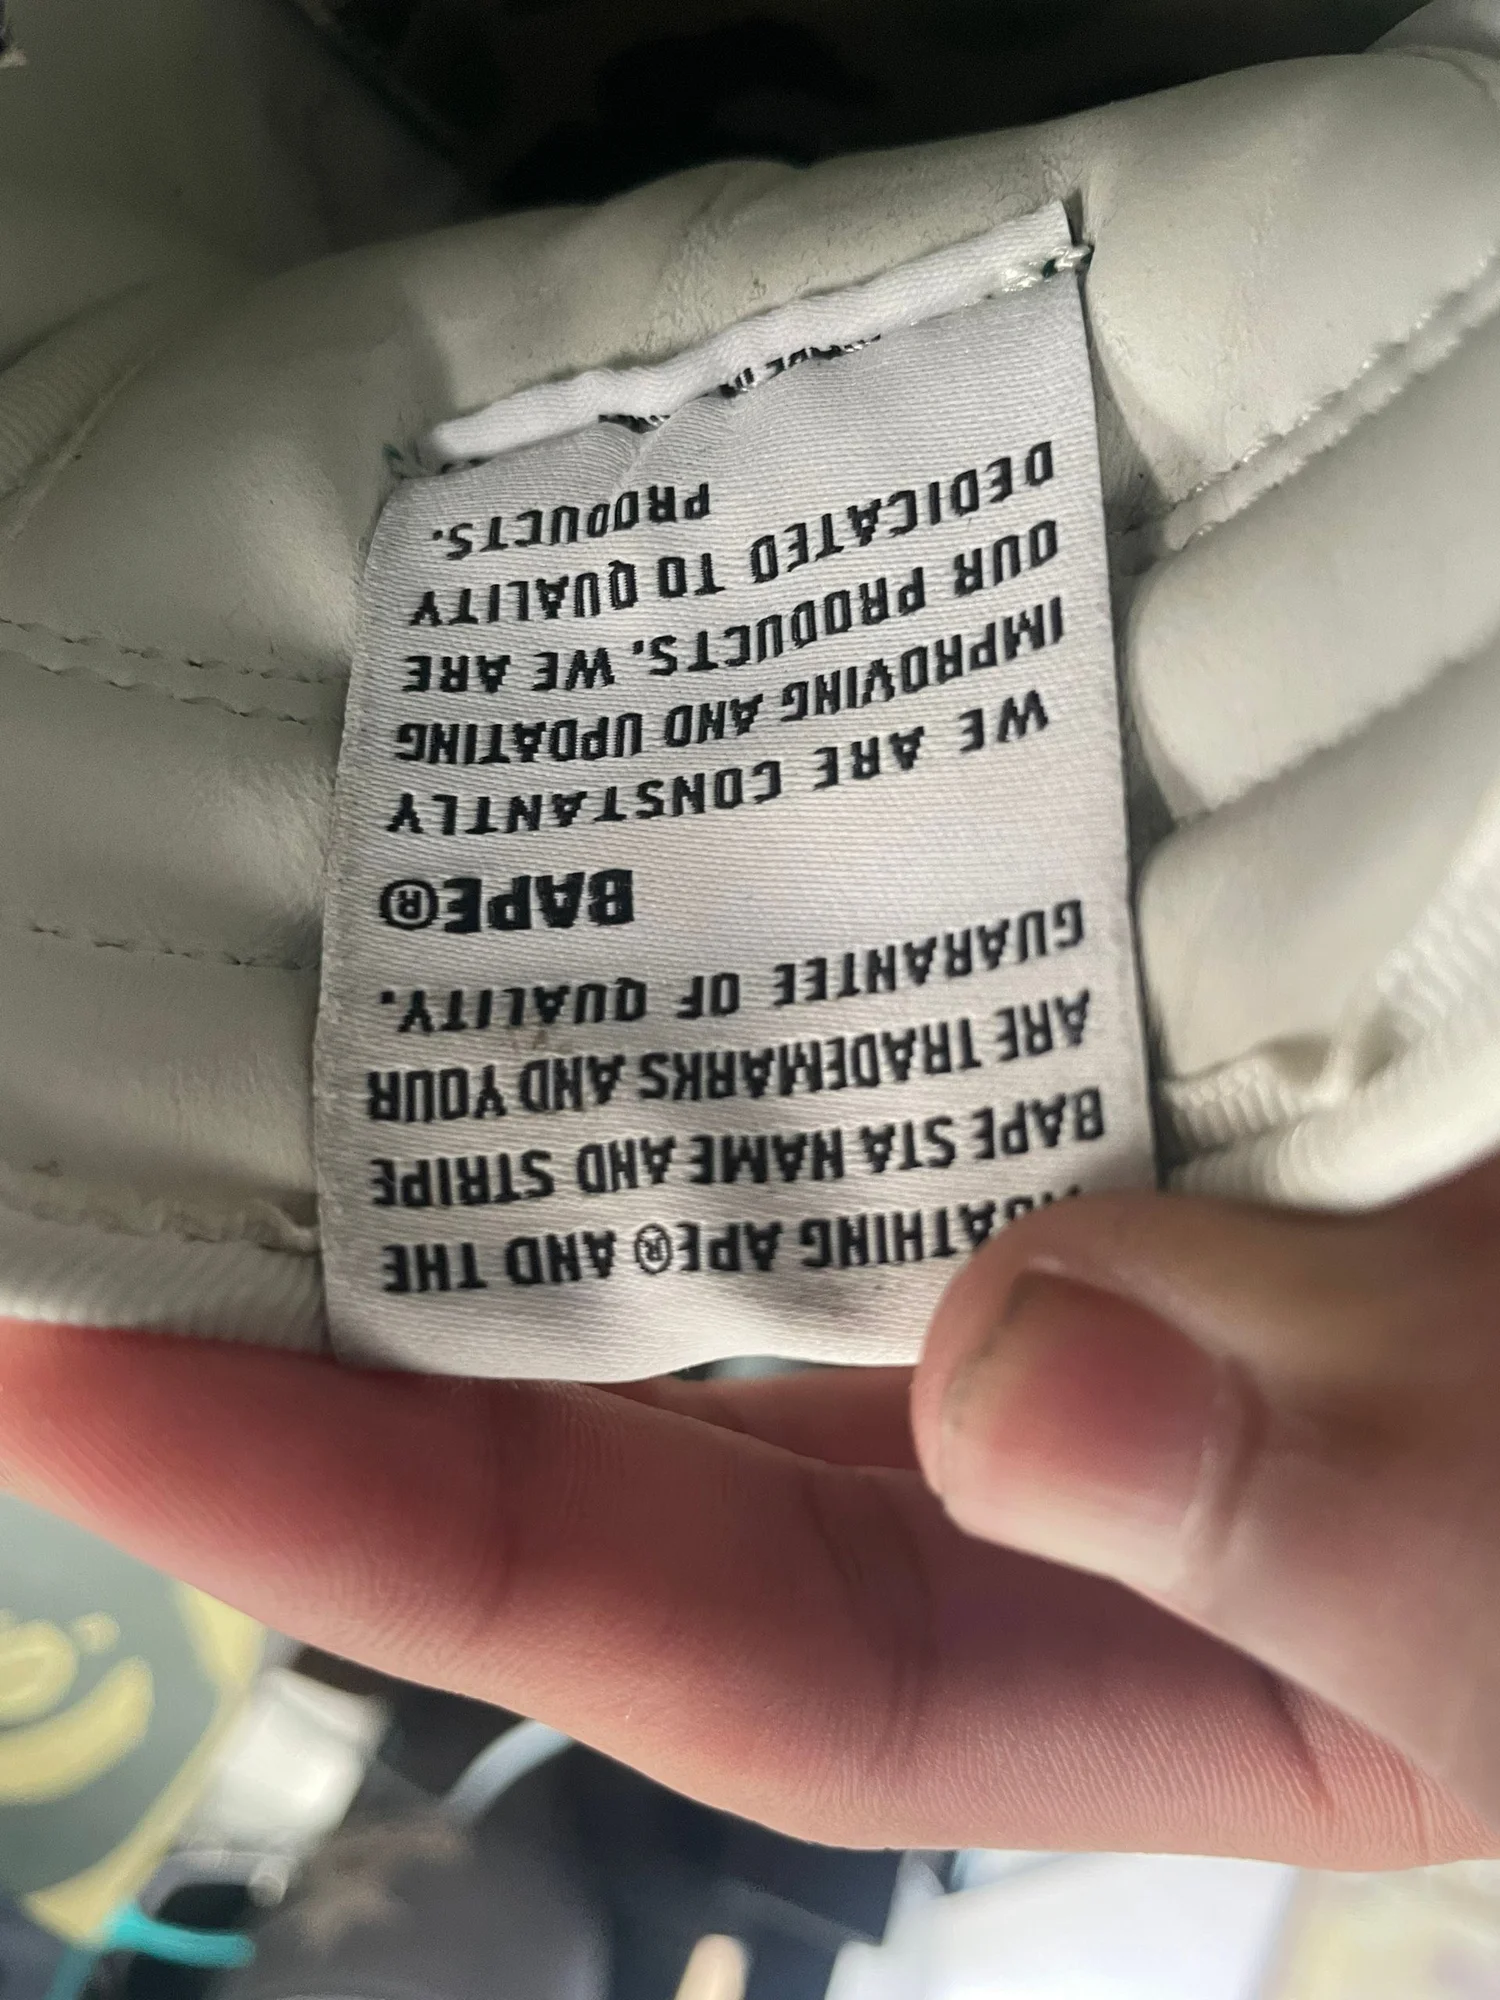 BATHING APE® AND THE
BAPE STA NAME AND STRIPE
ARE TRADEMARKS AND YOUR
GUARANTEE OF QUALITY.
BAPE®
WE ARE CONSTANTLY
IMPROVING AND UPDATING
OUR PRODUCTS. WE ARE
DEDICATED TO QUALITY
PRODUCTS.